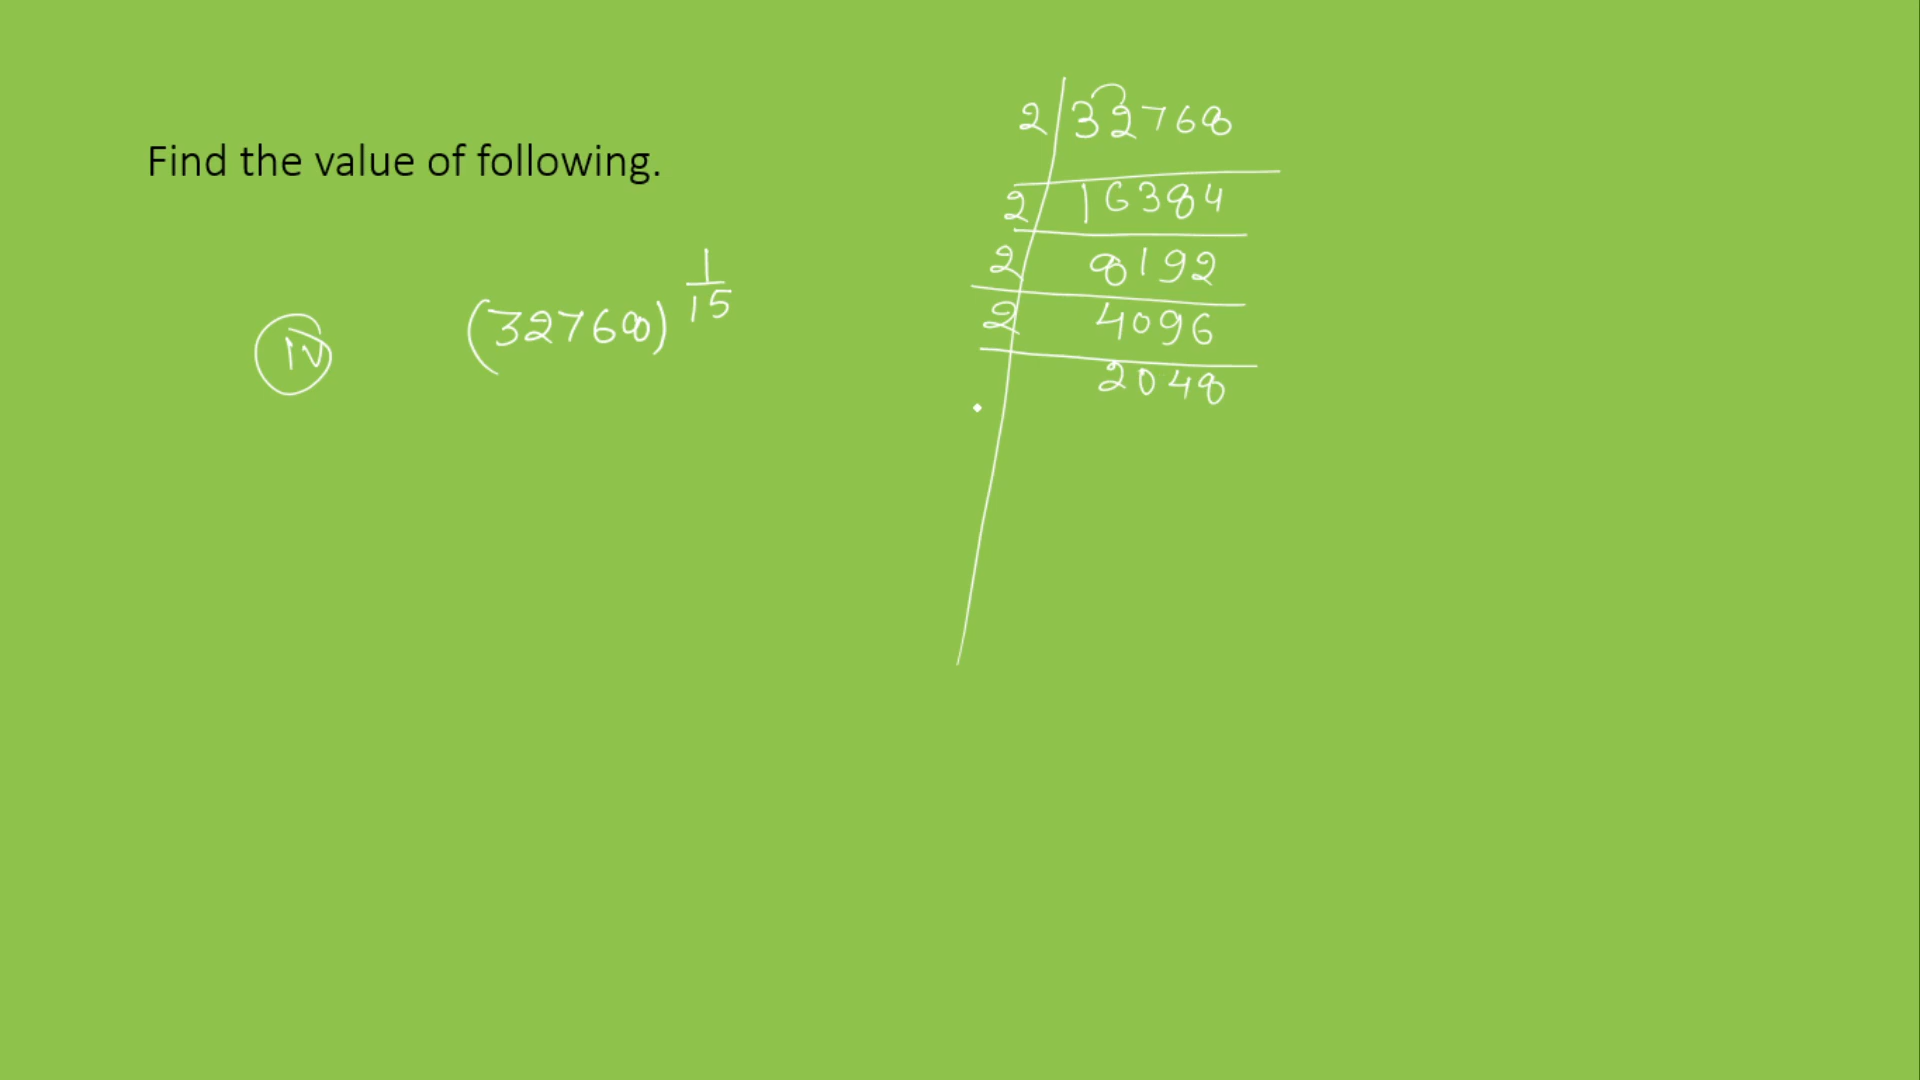 Find the value of following.
(iv) (32768)^1/15
2 | 32768
2 | 16384
2 | 8192
2 | 4096
2048